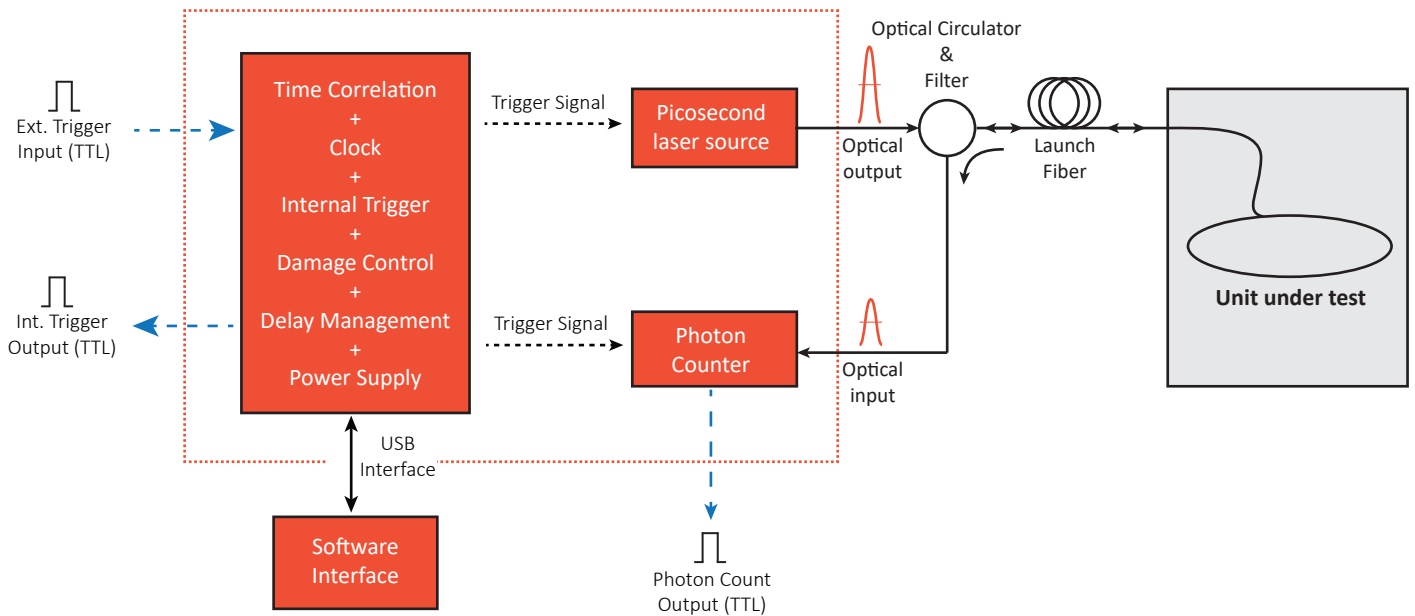 Ext. Trigger
Input (TTL)
Int. Trigger
Output (TTL)
Time Correlation
+
Clock
+
Internal Trigger
+
Damage Control
+
Delay Management
+
Power Supply
USB
Interface
Software
Interface
Trigger Signal
Trigger Signal
Picosecond
laser source
Photon
Counter
Photon Count
Output (TTL)
Optical
output
Optical
input
Optical Circulator
&
Filter
Launch
Fiber
Unit under test